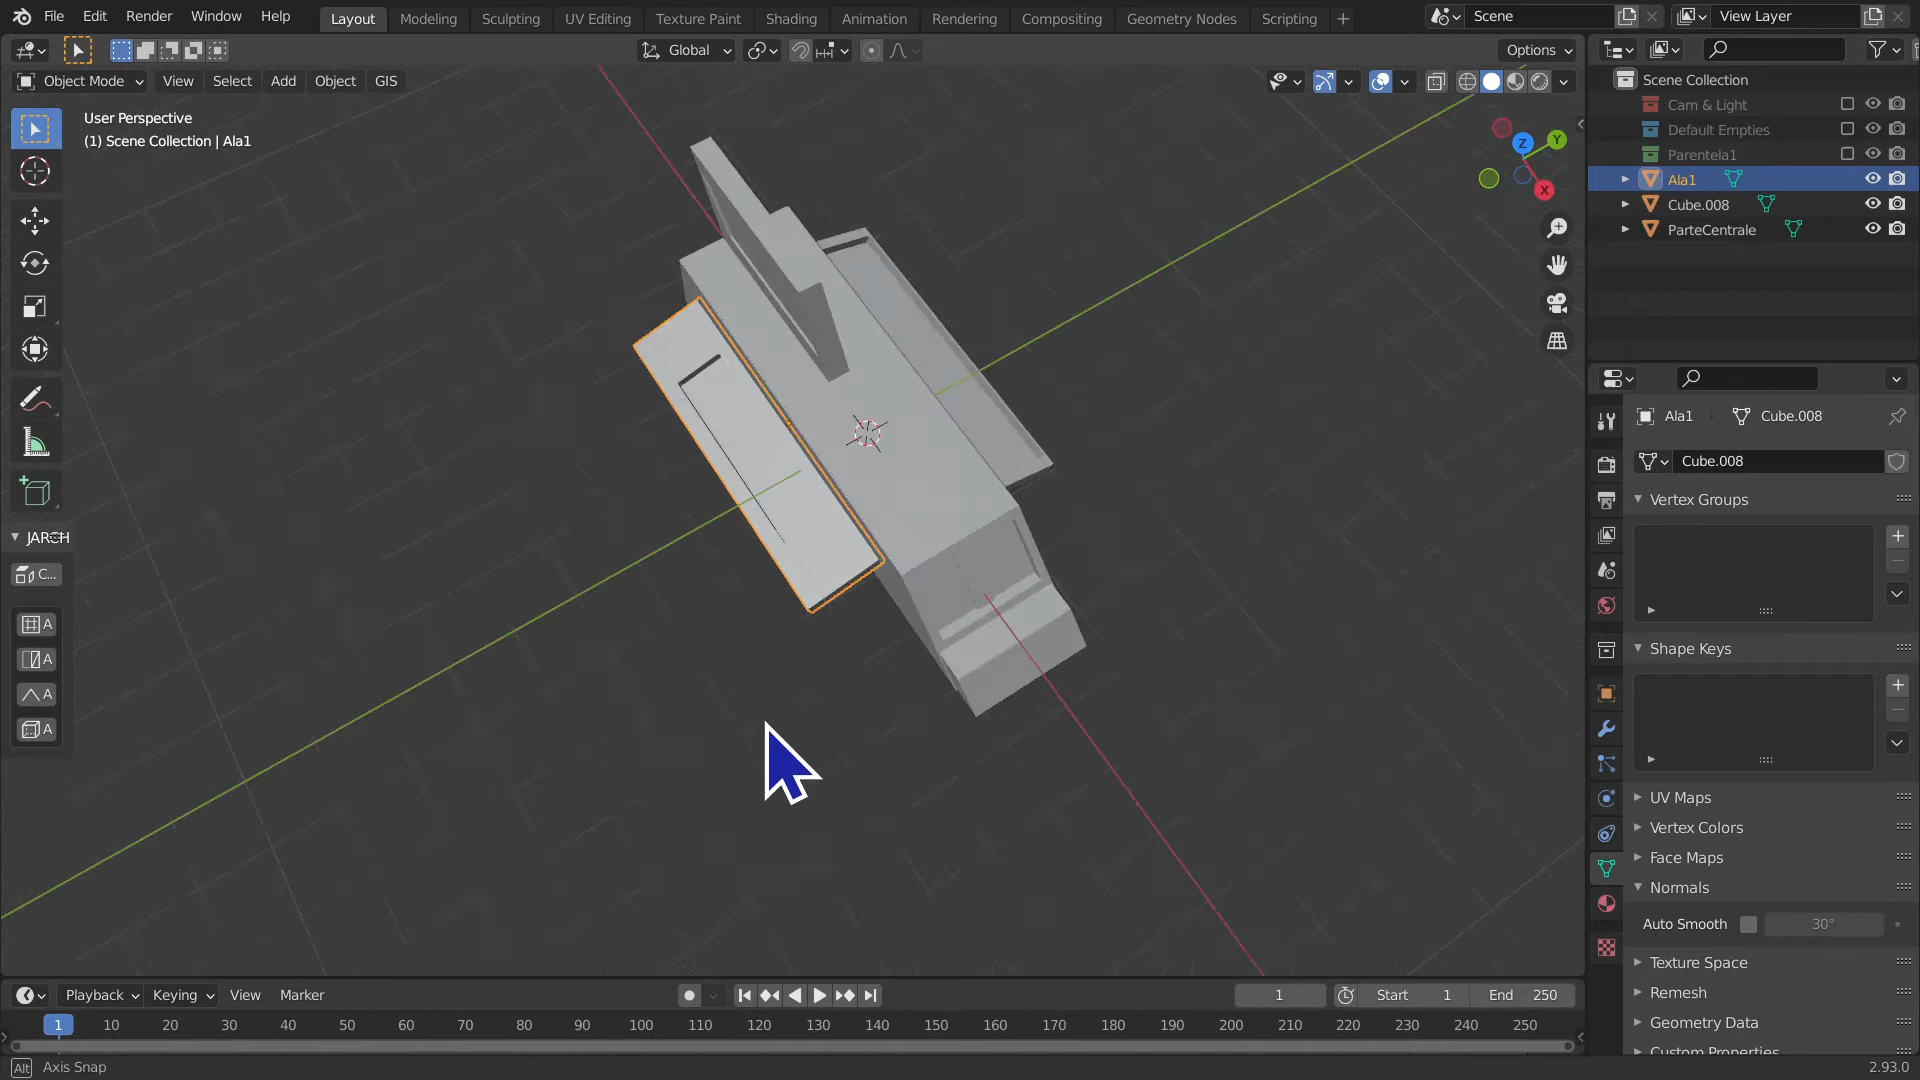 File Edit Render Window Help Layout Modeling Sculpting UV Editing Texture Paint Shading Animation Rendering Compositing Geometry Nodes Scripting + Scene View Layer
Global Options
Object Mode View Select Add Object GIS
User Perspective
(1) Scene Collection | Ala1
Z Y X
C...
A
A
A
A
Scene Collection
Cam & Light
Default Empties
Parentela1
Ala1
Cube.008
ParteCentrale
Ala1 Cube.008
Cube.008
Vertex Groups
Shape Keys
UV Maps
Vertex Colors
Face Maps
Normals
Auto Smooth 30°
Texture Space
Remesh
Geometry Data
Custom Properties
Playback Keying View Marker 1 Start 1 End 250
1 10 20 30 40 50 60 70 80 90 100 110 120 130 140 150 160 170 180 190 200 210 220 230 240 250
Alt Axis Snap 2.93.0